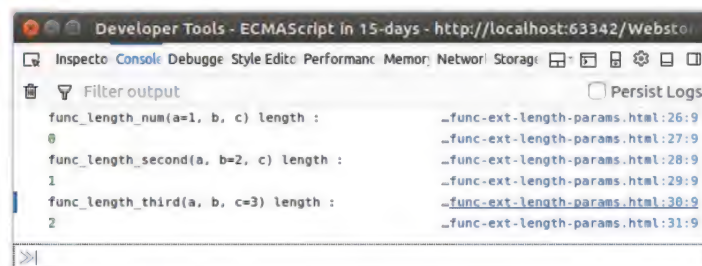 Developer Tools - ECMAScript in 15-days - http://localhost:63342/Websto
Inspecto Console Debugge Style Edito Performanc Memory Networ Storage
Filter output Persist Logs
func_length_num(a=1, b, c) length : …func-ext-length-params.html:26:9
0 …func-ext-length-params.html:27:9
func_length_second(a, b=2, c) length : …func-ext-length-params.html:28:9
1 …func-ext-length-params.html:29:9
func_length_third(a, b, c=3) length : …func-ext-length-params.html:30:9
2 …func-ext-length-params.html:31:9